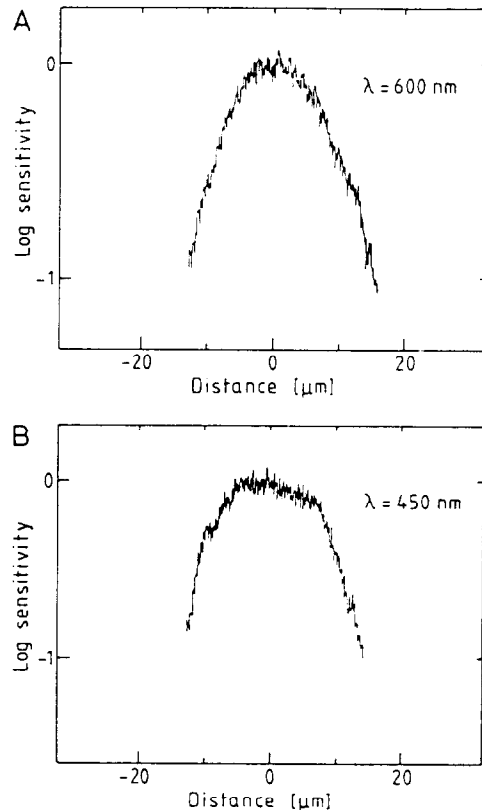 A
Log sensitivity
0
-1
λ = 600 nm
-20 0 20
Distance [μm]
B
Log sensitivity
0
-1
λ = 450 nm
-20 0 20
Distance [μm]